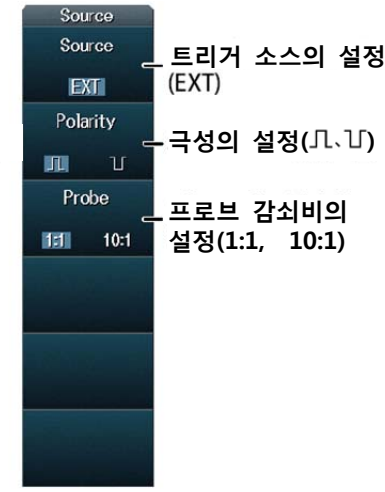 Source
Source
EXT
트리거 소스의 설정
(EXT)
Polarity
극성의 설정(⎍、⊔)
Probe
1:1 10:1
프로브 감쇠비의
설정(1:1, 10:1)